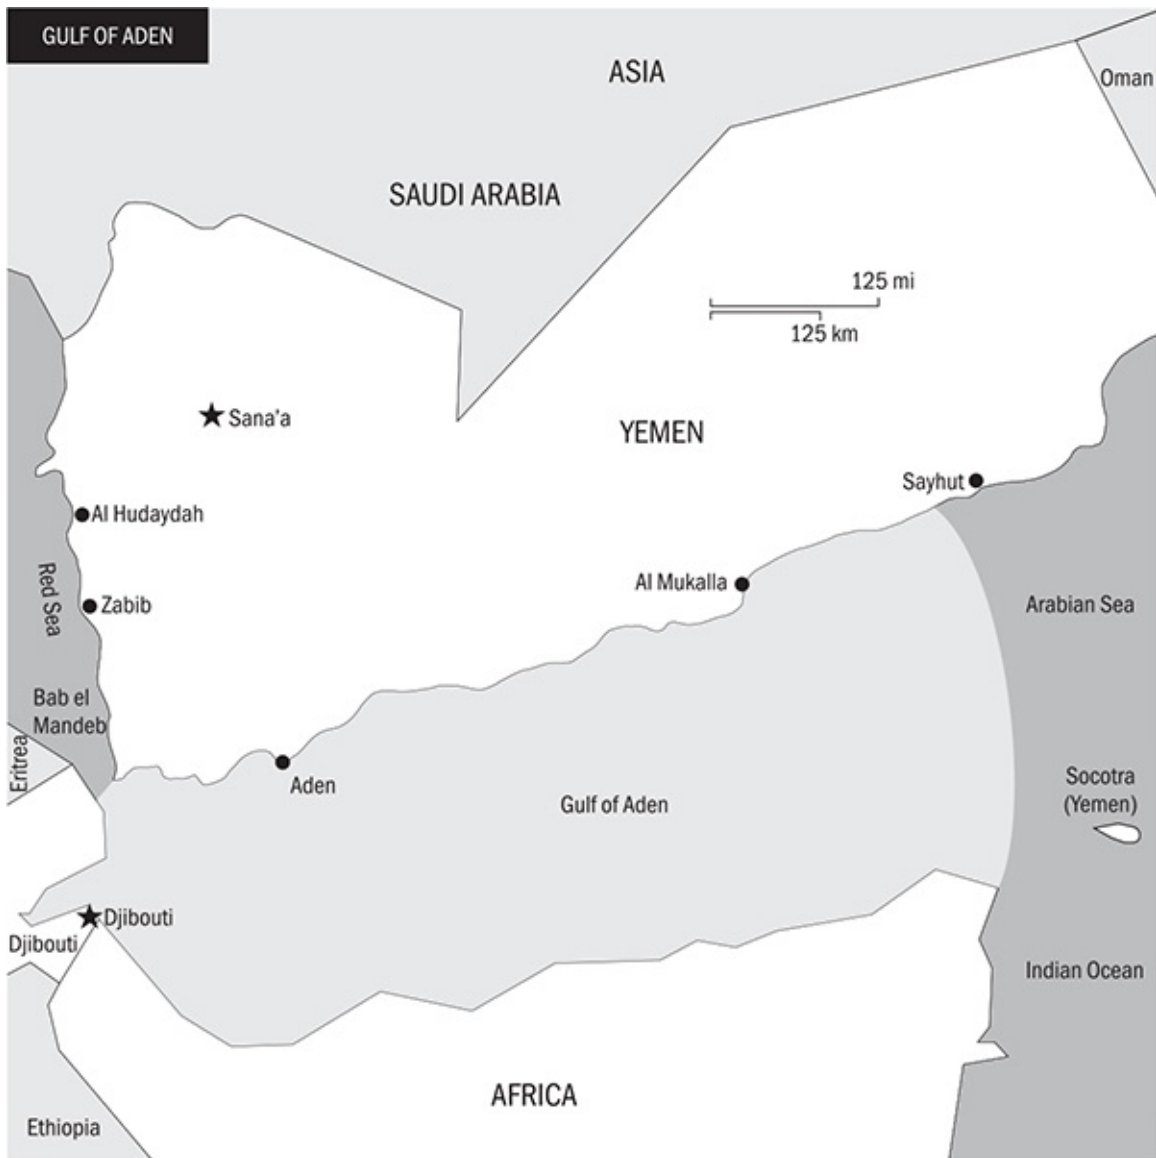 GULF OF ADEN
ASIA
Oman
SAUDI ARABIA
125 mi
125 km
Sana'a
YEMEN
Sayhut
Al Hudaydah
Red Sea
Al Mukalla
Zabib
Arabian Sea
Bab el
Mandeb
Eritrea
Aden
Gulf of Aden
Socotra
(Yemen)
Djibouti
Djibouti
Indian Ocean
AFRICA
Ethiopia